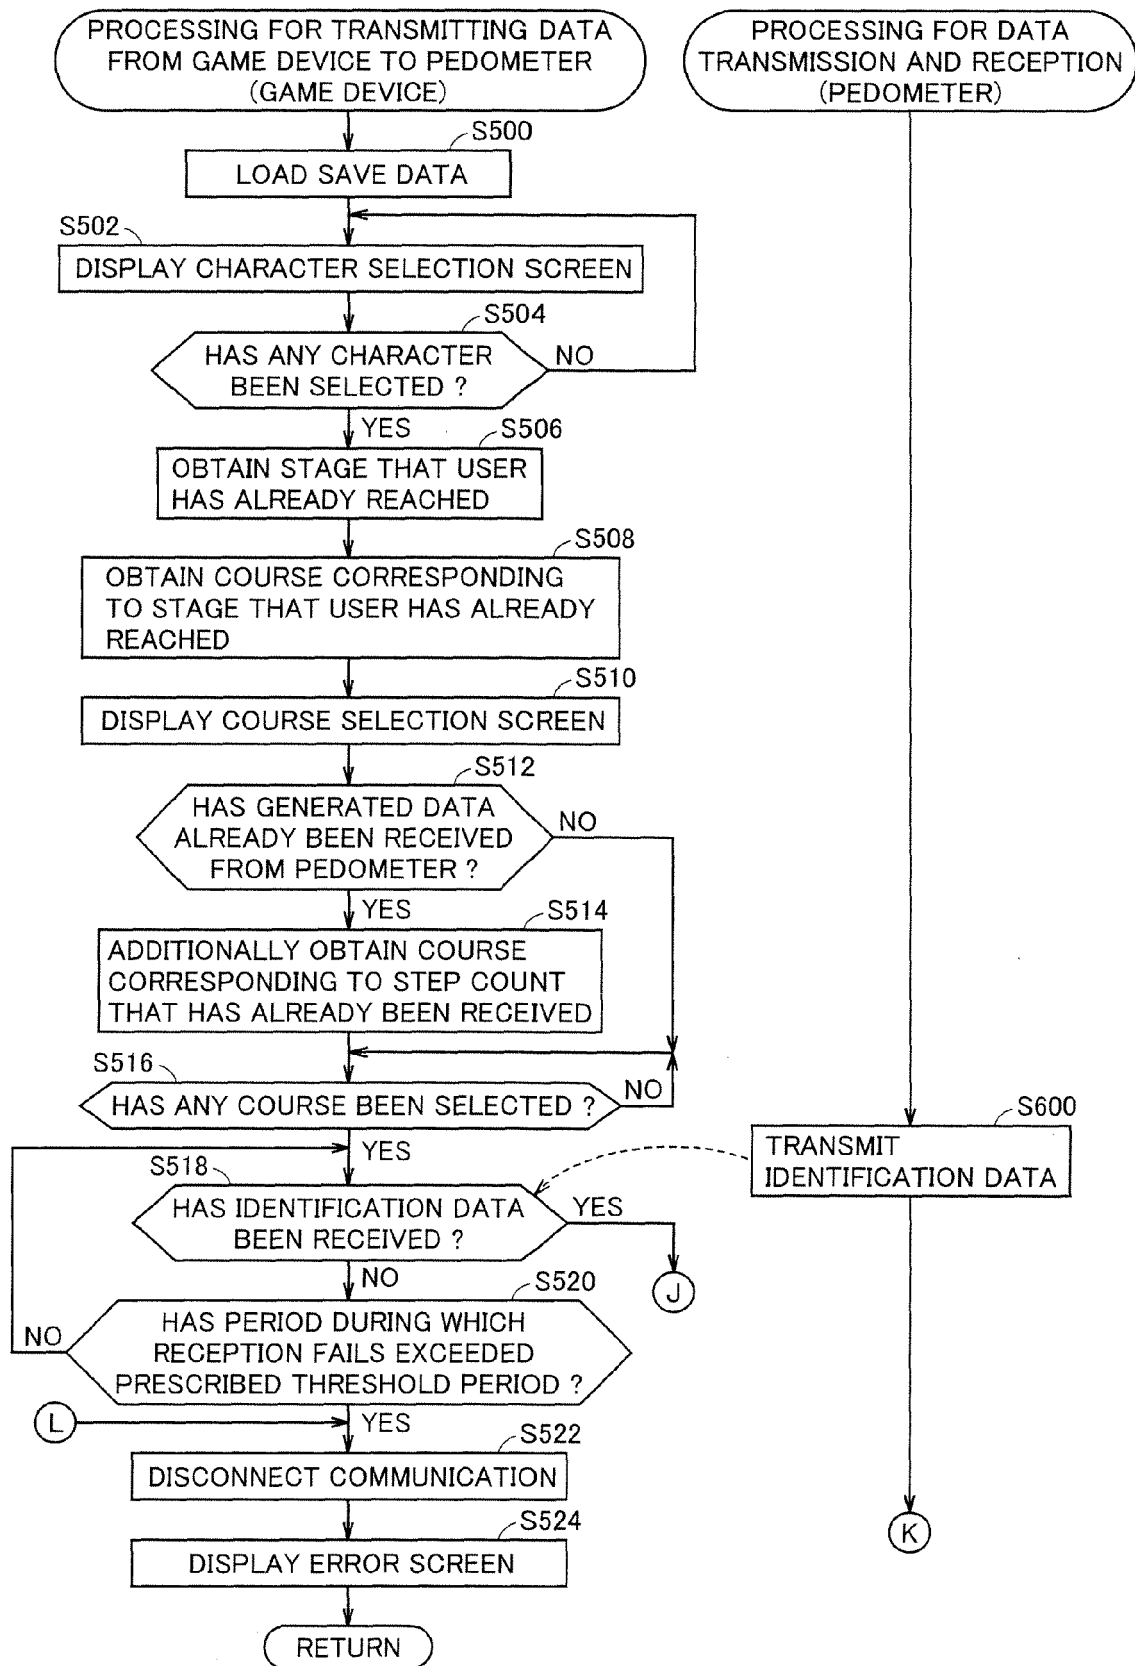 PROCESSING FOR TRANSMITTING DATA
FROM GAME DEVICE TO PEDOMETER
(GAME DEVICE)
PROCESSING FOR DATA
TRANSMISSION AND RECEPTION
(PEDOMETER)
S500
LOAD SAVE DATA
S502
DISPLAY CHARACTER SELECTION SCREEN
S504
HAS ANY CHARACTER
BEEN SELECTED ?
NO
YES
S506
OBTAIN STAGE THAT USER
HAS ALREADY REACHED
S508
OBTAIN COURSE CORRESPONDING
TO STAGE THAT USER HAS ALREADY
REACHED
S510
DISPLAY COURSE SELECTION SCREEN
S512
HAS GENERATED DATA
ALREADY BEEN RECEIVED
FROM PEDOMETER ?
NO
YES
S514
ADDITIONALLY OBTAIN COURSE
CORRESPONDING TO STEP COUNT
THAT HAS ALREADY BEEN RECEIVED
S516
HAS ANY COURSE BEEN SELECTED ?
NO
YES
S600
TRANSMIT
IDENTIFICATION DATA
S518
HAS IDENTIFICATION DATA
BEEN RECEIVED ?
YES
J
NO
S520
HAS PERIOD DURING WHICH
RECEPTION FAILS EXCEEDED
PRESCRIBED THRESHOLD PERIOD ?
NO
L
YES
S522
DISCONNECT COMMUNICATION
S524
DISPLAY ERROR SCREEN
K
RETURN